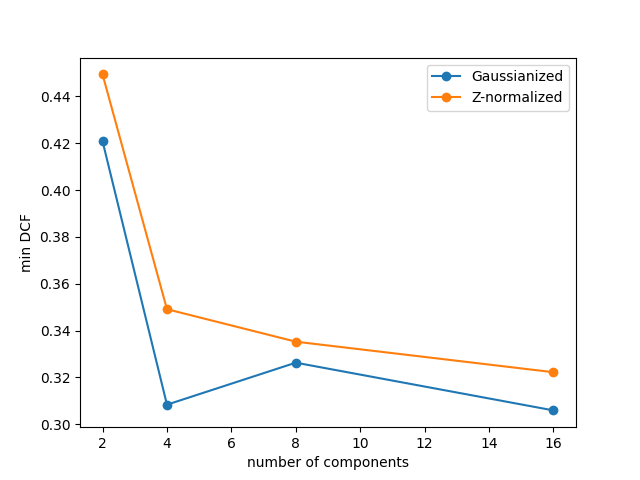 Gaussianized
Z-normalized
min DCF
0.44
0.42
0.40
0.38
0.36
0.34
0.32
0.30
2 4 6 8 10 12 14 16
number of components